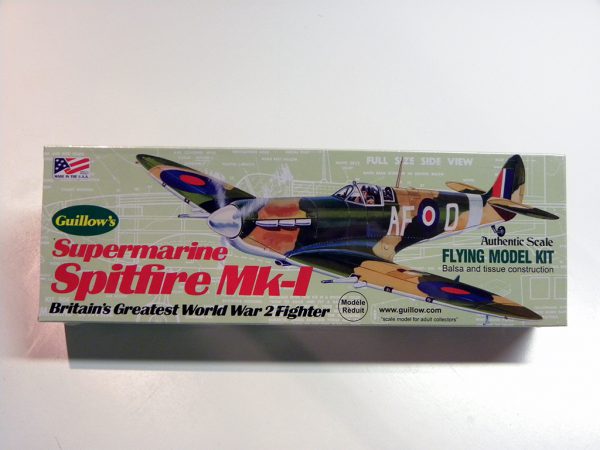 FULL SIZE SIDE VIEW
MADE IN THE U.S.A.
Guillow's
AF D
Supermarine
Spitfire Mk-I
Britain's Greatest World War 2 Fighter
Authentic Scale
FLYING MODEL KIT
Balsa and tissue construction
Modèle
Réduit
www.guillow.com
"scale model for adult collectors"